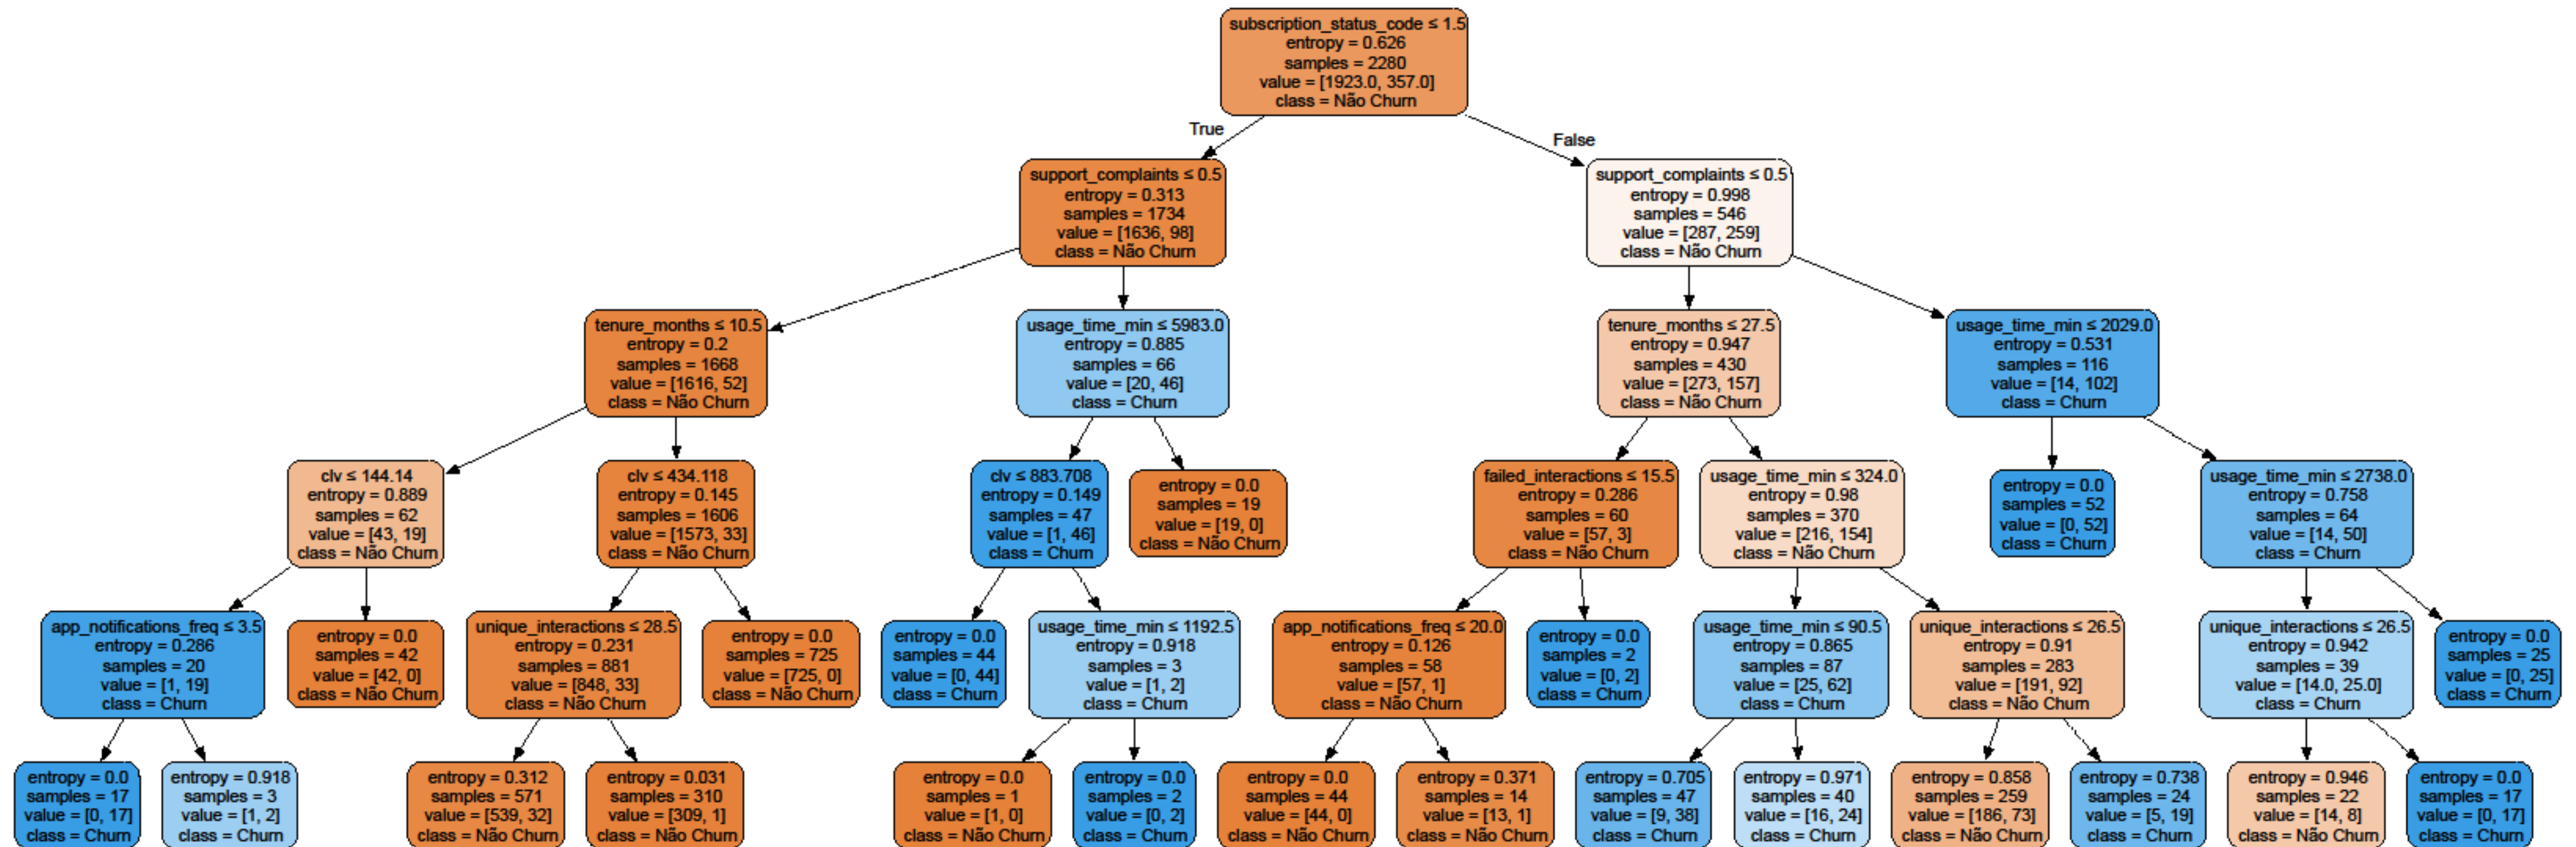 subscription_status_code ≤ 1.5
entropy = 0.626
samples = 2280
value = [1923.0, 357.0]
class = Não Churn
True
False
support_complaints ≤ 0.5
entropy = 0.313
samples = 1734
value = [1636, 98]
class = Não Churn
support_complaints ≤ 0.5
entropy = 0.998
samples = 546
value = [287, 259]
class = Não Churn
tenure_months ≤ 10.5
entropy = 0.2
samples = 1668
value = [1616, 52]
class = Não Churn
usage_time_min ≤ 5983.0
entropy = 0.885
samples = 66
value = [20, 46]
class = Churn
tenure_months ≤ 27.5
entropy = 0.947
samples = 430
value = [273, 157]
class = Não Churn
usage_time_min ≤ 2029.0
entropy = 0.531
samples = 116
value = [14, 102]
class = Churn
clv ≤ 144.14
entropy = 0.889
samples = 62
value = [43, 19]
class = Não Churn
clv ≤ 434.118
entropy = 0.145
samples = 1606
value = [1573, 33]
class = Não Churn
clv ≤ 883.708
entropy = 0.149
samples = 47
value = [1, 46]
class = Churn
entropy = 0.0
samples = 19
value = [19, 0]
class = Não Churn
failed_interactions ≤ 15.5
entropy = 0.286
samples = 60
value = [57, 3]
class = Não Churn
usage_time_min ≤ 324.0
entropy = 0.98
samples = 370
value = [216, 154]
class = Não Churn
entropy = 0.0
samples = 52
value = [0, 52]
class = Churn
usage_time_min ≤ 2738.0
entropy = 0.758
samples = 64
value = [14, 50]
class = Churn
app_notifications_freq ≤ 3.5
entropy = 0.286
samples = 20
value = [1, 19]
class = Churn
entropy = 0.0
samples = 42
value = [42, 0]
class = Não Churn
unique_interactions ≤ 28.5
entropy = 0.231
samples = 881
value = [848, 33]
class = Não Churn
entropy = 0.0
samples = 725
value = [725, 0]
class = Não Churn
entropy = 0.0
samples = 44
value = [0, 44]
class = Churn
usage_time_min ≤ 1192.5
entropy = 0.918
samples = 3
value = [1, 2]
class = Churn
app_notifications_freq ≤ 20.0
entropy = 0.126
samples = 58
value = [57, 1]
class = Não Churn
entropy = 0.0
samples = 2
value = [0, 2]
class = Churn
usage_time_min ≤ 90.5
entropy = 0.865
samples = 87
value = [25, 62]
class = Churn
unique_interactions ≤ 26.5
entropy = 0.91
samples = 283
value = [191, 92]
class = Não Churn
unique_interactions ≤ 26.5
entropy = 0.942
samples = 39
value = [14.0, 25.0]
class = Churn
entropy = 0.0
samples = 25
value = [0, 25]
class = Churn
entropy = 0.0
samples = 17
value = [0, 17]
class = Churn
entropy = 0.918
samples = 3
value = [1, 2]
class = Churn
entropy = 0.312
samples = 571
value = [539, 32]
class = Não Churn
entropy = 0.031
samples = 310
value = [309, 1]
class = Não Churn
entropy = 0.0
samples = 1
value = [1, 0]
class = Não Churn
entropy = 0.0
samples = 2
value = [0, 2]
class = Churn
entropy = 0.0
samples = 44
value = [44, 0]
class = Não Churn
entropy = 0.371
samples = 14
value = [13, 1]
class = Não Churn
entropy = 0.705
samples = 47
value = [9, 38]
class = Churn
entropy = 0.971
samples = 40
value = [16, 24]
class = Churn
entropy = 0.858
samples = 259
value = [186, 73]
class = Não Churn
entropy = 0.738
samples = 24
value = [5, 19]
class = Churn
entropy = 0.946
samples = 22
value = [14, 8]
class = Não Churn
entropy = 0.0
samples = 17
value = [0, 17]
class = Churn